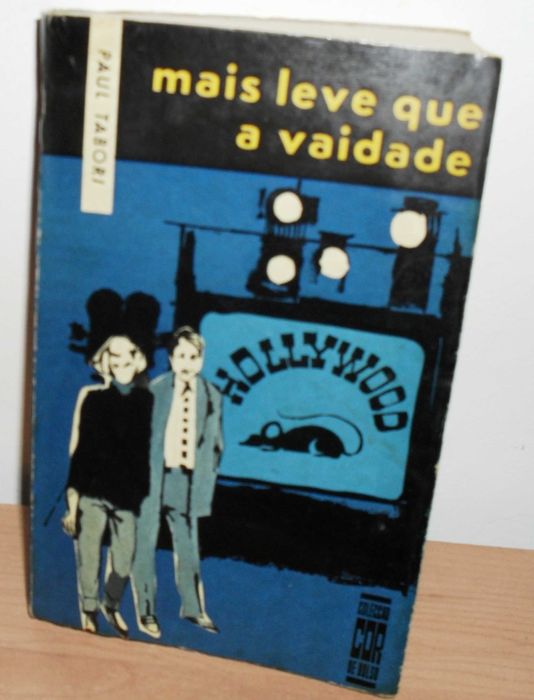 PAUL TABORI
mais leve que
a vaidade
HOLLYWOOD
COLECÇÃO
COR
DE BOLSO